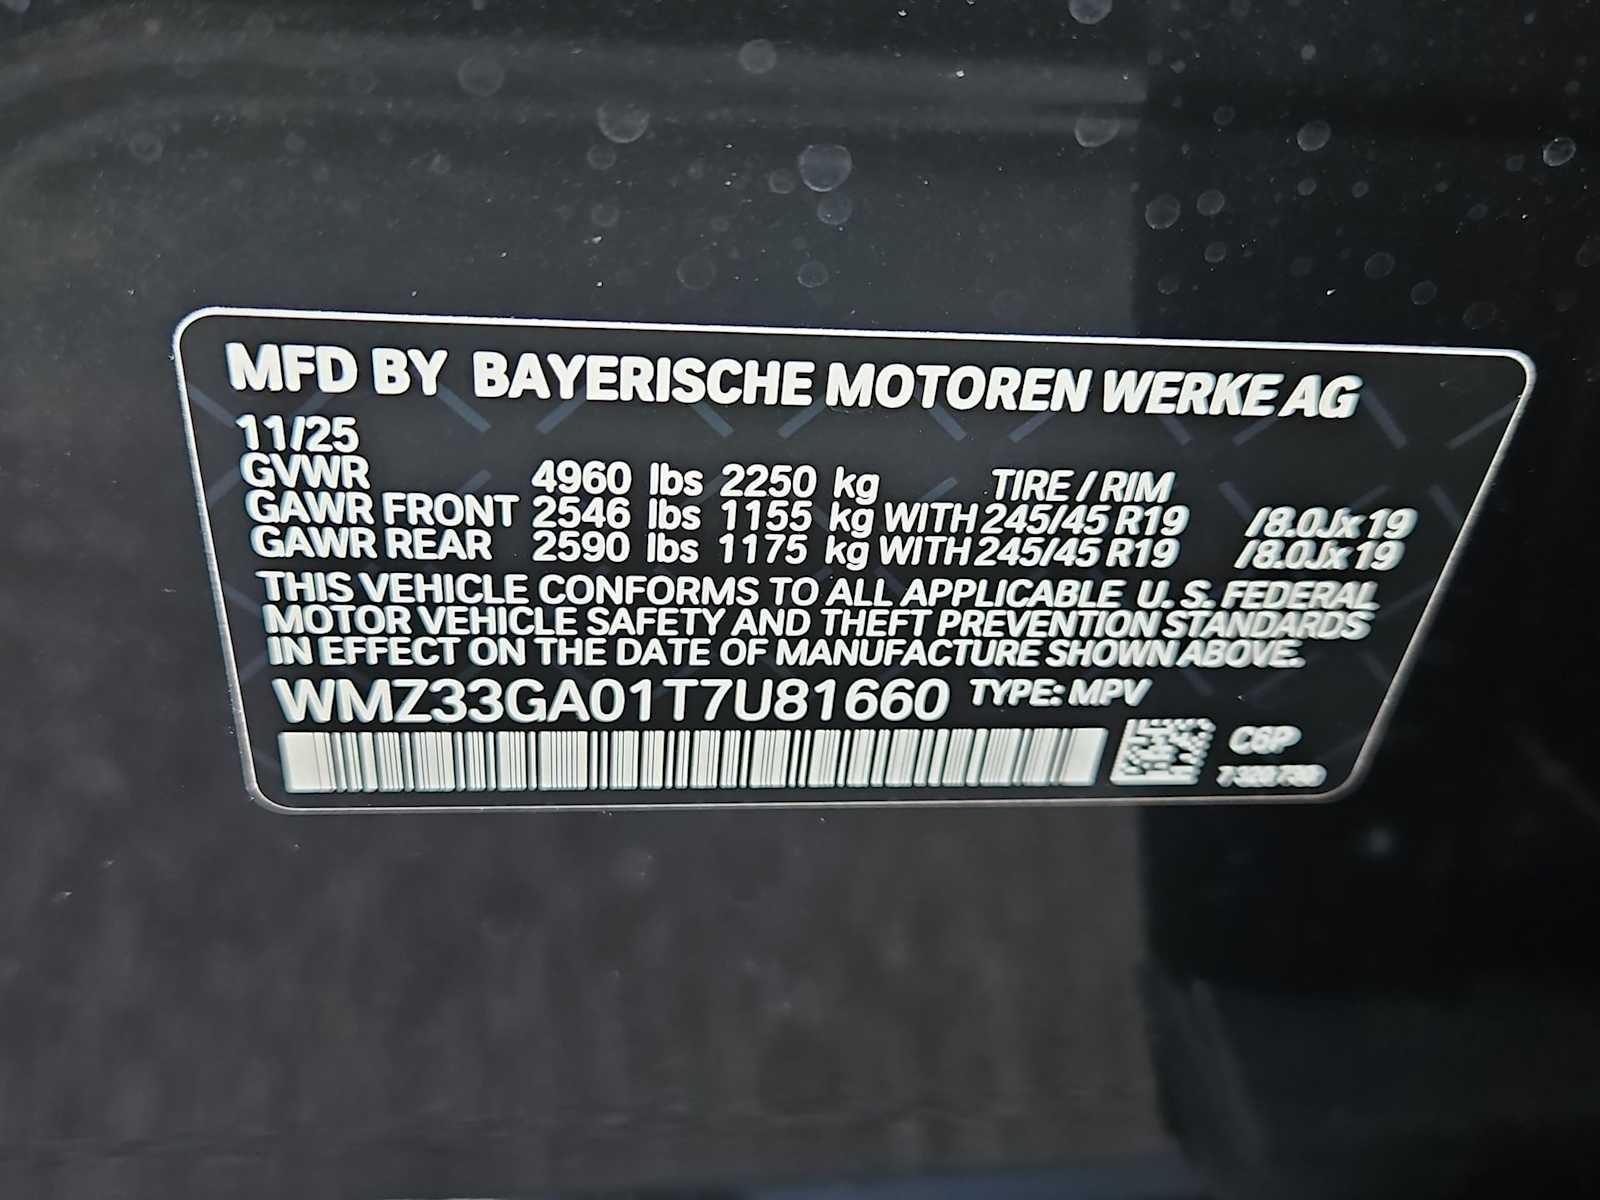 MFD BY BAYERISCHE MOTOREN WERKE AG
11/25
GVWR 4960 lbs 2250 kg TIRE / RIM
GAWR FRONT 2546 lbs 1155 kg WITH 245/45 R19 /8.0Jx19
GAWR REAR 2590 lbs 1175 kg WITH 245/45 R19 /8.0Jx19
THIS VEHICLE CONFORMS TO ALL APPLICABLE U. S. FEDERAL
MOTOR VEHICLE SAFETY AND THEFT PREVENTION STANDARDS
IN EFFECT ON THE DATE OF MANUFACTURE SHOWN ABOVE.
WMZ33GA01T7U81660 TYPE: MPV
C6P